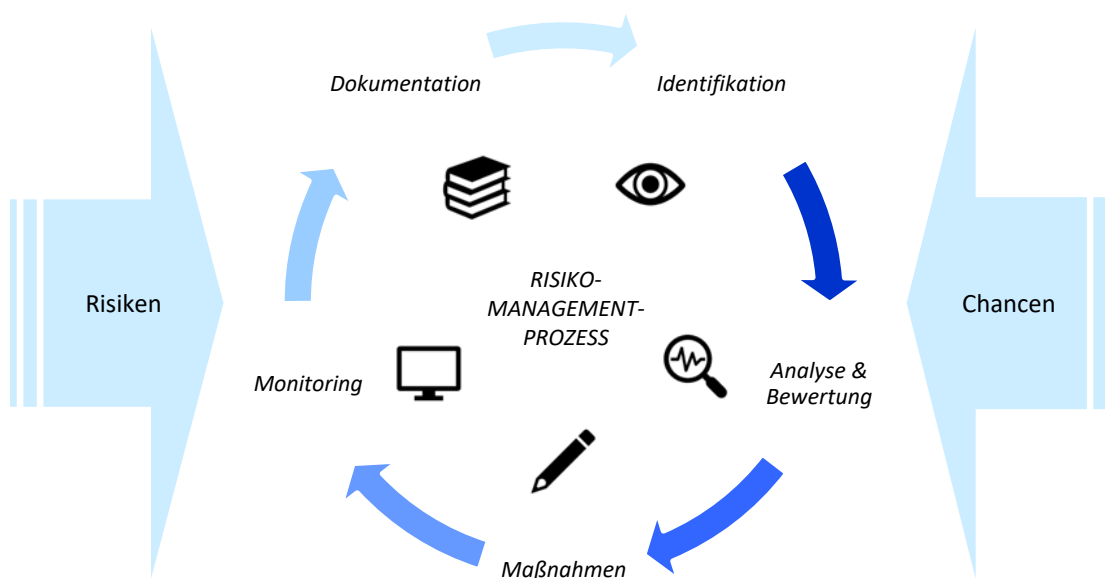 Dokumentation
Identifikation
RISIKO-
MANAGEMENT-
PROZESS
Risiken
Chancen
Monitoring
Analyse &
Bewertung
Maßnahmen